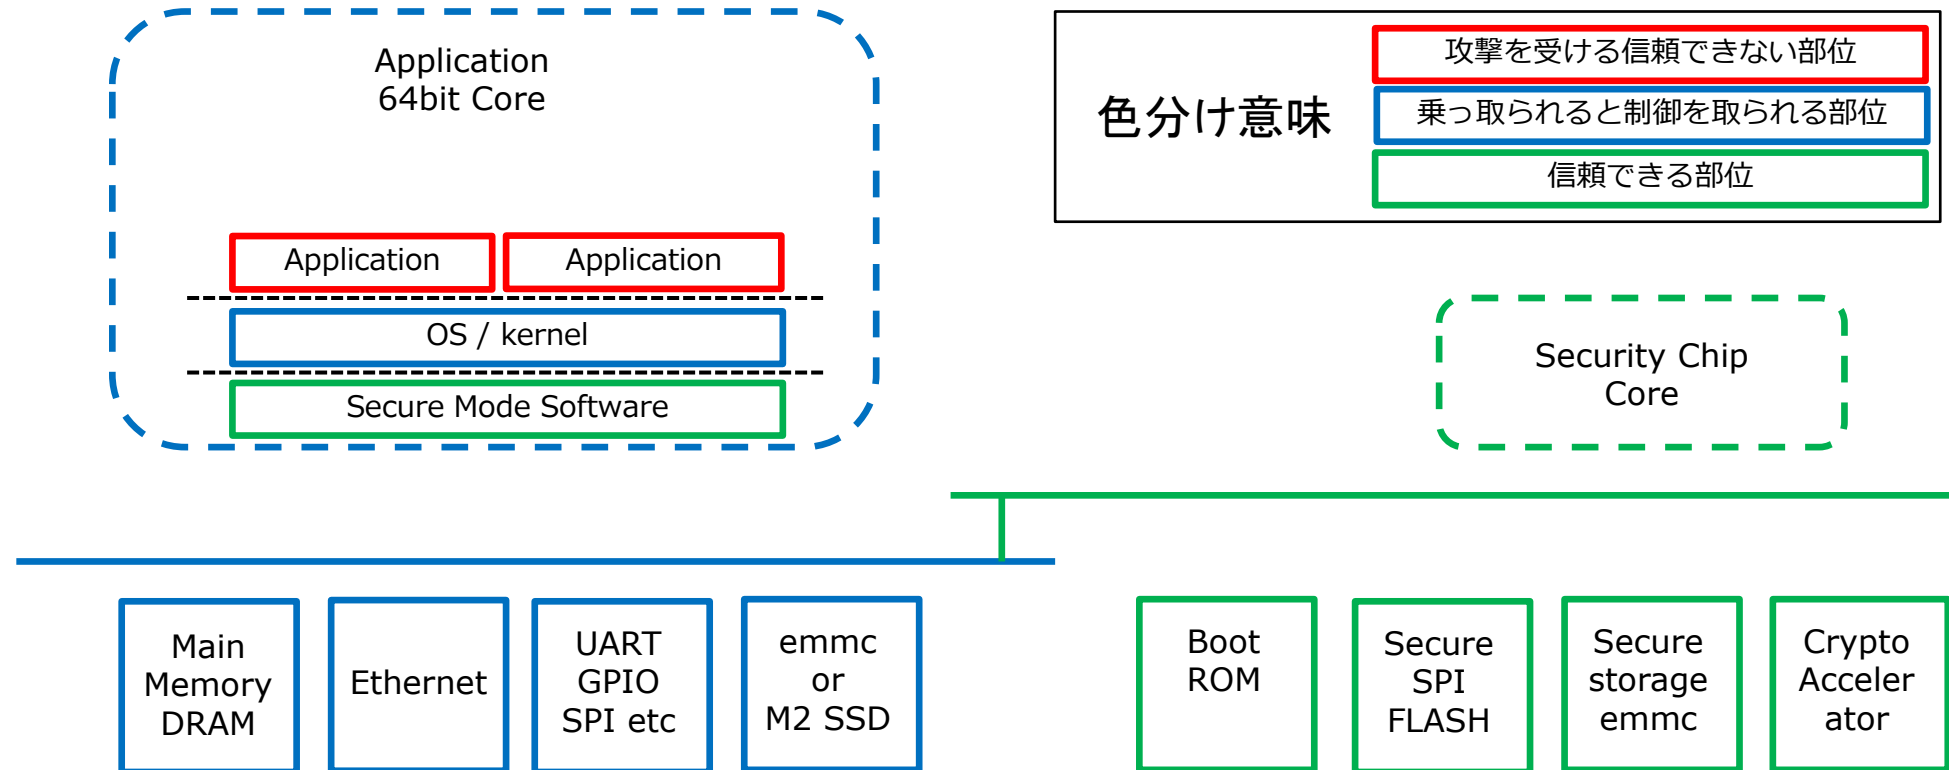 Application
64bit Core
色分け意味
攻撃を受ける信頼できない部位
乗っ取られると制御を取られる部位
信頼できる部位
Application
Application
OS / kernel
Secure Mode Software
Security Chip
Core
Main
Memory
DRAM
Ethernet
UART
GPIO
SPI etc
emmc
or
M2 SSD
Boot
ROM
Secure
SPI
FLASH
Secure
storage
emmc
Crypto
Acceler
ator